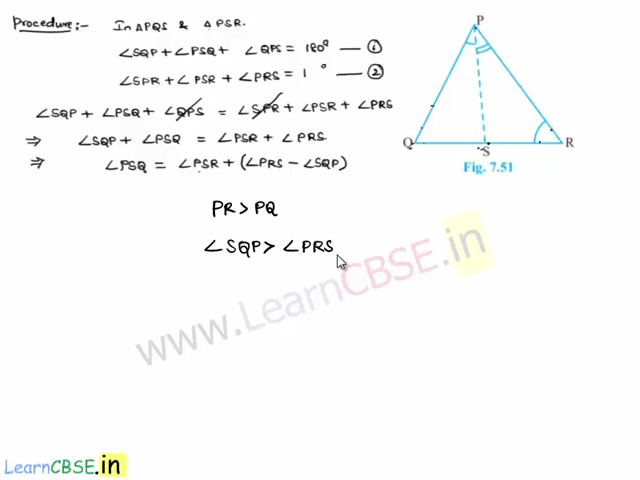 Procedure:- In ΔPQS & ΔPSR.
∠SQP + ∠PSQ + ∠QPS = 180° — ①
∠SPR + ∠PSR + ∠PRS = 1 ° — ②
∠SQP + ∠PSQ + ∠QPS = ∠SPR + ∠PSR + ∠PRS
⇒ ∠SQP + ∠PSQ = ∠PSR + ∠PRS.
⇒ ∠PSQ = ∠PSR + (∠PRS - ∠SQP)
PR > PQ
∠SQP > ∠PRS
P
Q
S
R
Fig. 7.51
www.LearnCBSE.in
LearnCBSE.in